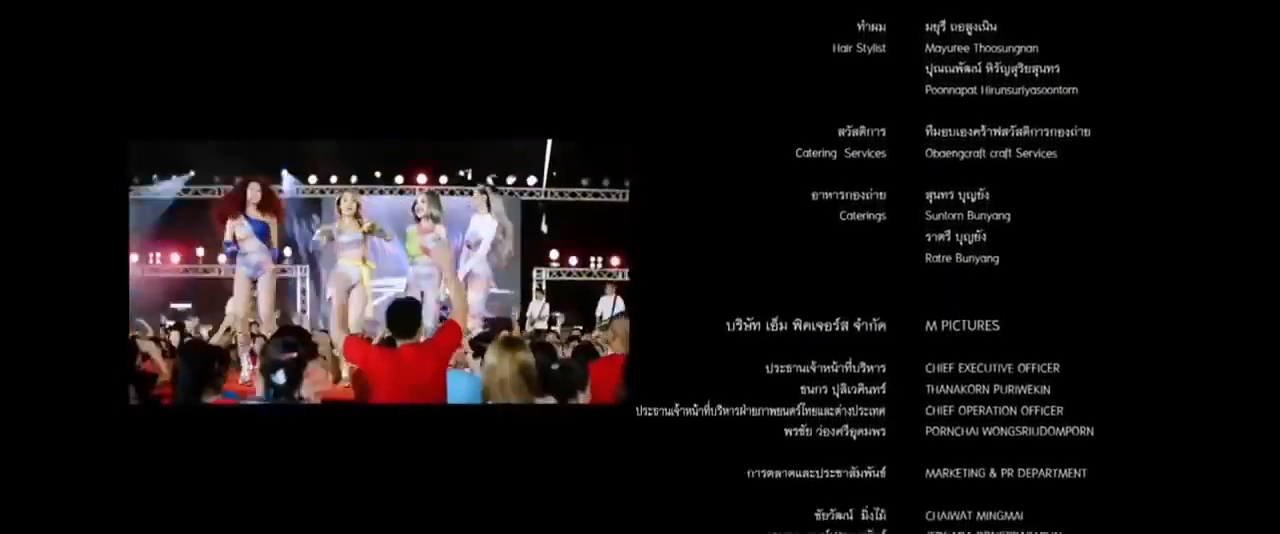 ทำผม มยุรี ถอสูงเนิน
Hair Stylist Mayuree Thoosungnan
ปุณณพัฒน์ หิรัญสุริยสุนทร
Poonnapat Hirunsuriyasoontorn
สวัสดิการ ทีมอบเองคร๊าฟสวัสดิการกองถ่าย
Catering Services Obaengcraft craft Services
อาหารกองถ่าย สุนทร บุญยัง
Caterings Suntorn Bunyang
ราตรี บุญยัง
Ratre Bunyang
บริษัท เอ็ม พิคเจอร์ส จำกัด M PICTURES
ประธานเจ้าหน้าที่บริหาร CHIEF EXECUTIVE OFFICER
ธนกร ปุลิเวคินทร์ THANAKORN PURIWEKIN
ประธานเจ้าหน้าที่บริหารฝ่ายภาพยนตร์ไทยและต่างประเทศ CHIEF OPERATION OFFICER
พรชัย ว่องศรีอุดมพร PORNCHAI WONGSRIUDOMPORN
การตลาดและประชาสัมพันธ์ MARKETING & PR DEPARTMENT
ชัยวัฒน์ มิ่งไม้ CHAIWAT MINGMAI